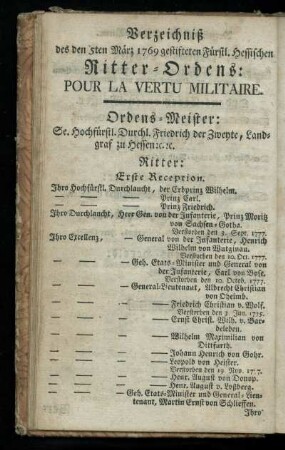 Verzeichniß
des den 5ten März 1769 gestifteten Fürstl. Hessischen
Ritter-Ordens:
POUR LA VERTU MILITAIRE.
Ordens-Meister:
Se. Hochfürstl. Durchl. Friedrich der Zweyte, Land-
graf zu Hessen ꝛc. ꝛc.
Ritter:
Erste Reception.
Ihro Hochfürstl. Durchlaucht, der Erbprinz Wilhelm.
— — — Prinz Carl.
— — — Prinz Friedrich.
Ihro Durchlaucht, Herr Gen. von der Infanterie, Prinz Moritz
von Sachsen-Gotha.
Verstorben den 3. Sept. 1777.
Ihro Excellenz, — General von der Infanterie, Henrich
Wilhelm von Wutginau.
Verstorben den 10. Oct. 1777.
— — Geh. Etats-Minister und General von
der Infanterie, Carl von Bose.
Verstorben den 10. Octob. 1777.
— — General-Lieutenant, Albrecht Christian
von Oheimb.
— — — Friedrich Christian v. Wolf.
Verstorben den 3 Jun. 1775.
— — — Ernst Christ. Wilh. v. Bar-
deleben.
— — — Wilhelm Maximilian von
Dittfurth.
— — — Johann Henrich von Gohr.
— — — Leopold von Heister.
Verstorben den 19. Nov. 1777.
— — — Henr. August von Donop.
— — — Henr. August v. Loßberg.
— — Geh. Etats-Minister und General-Lieu-
tenant, Martin Ernst von Schlieffen.
Ihro